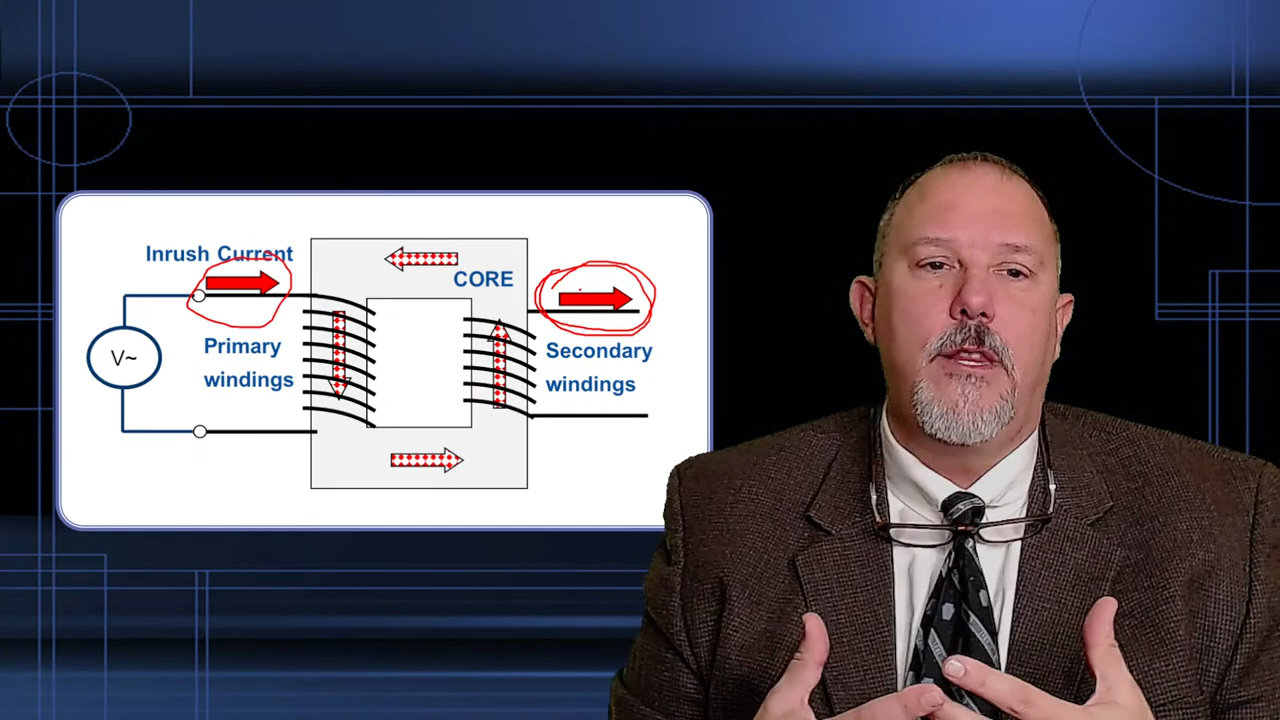 Inrush Current
CORE
V~
Primary
windings
Secondary
windings